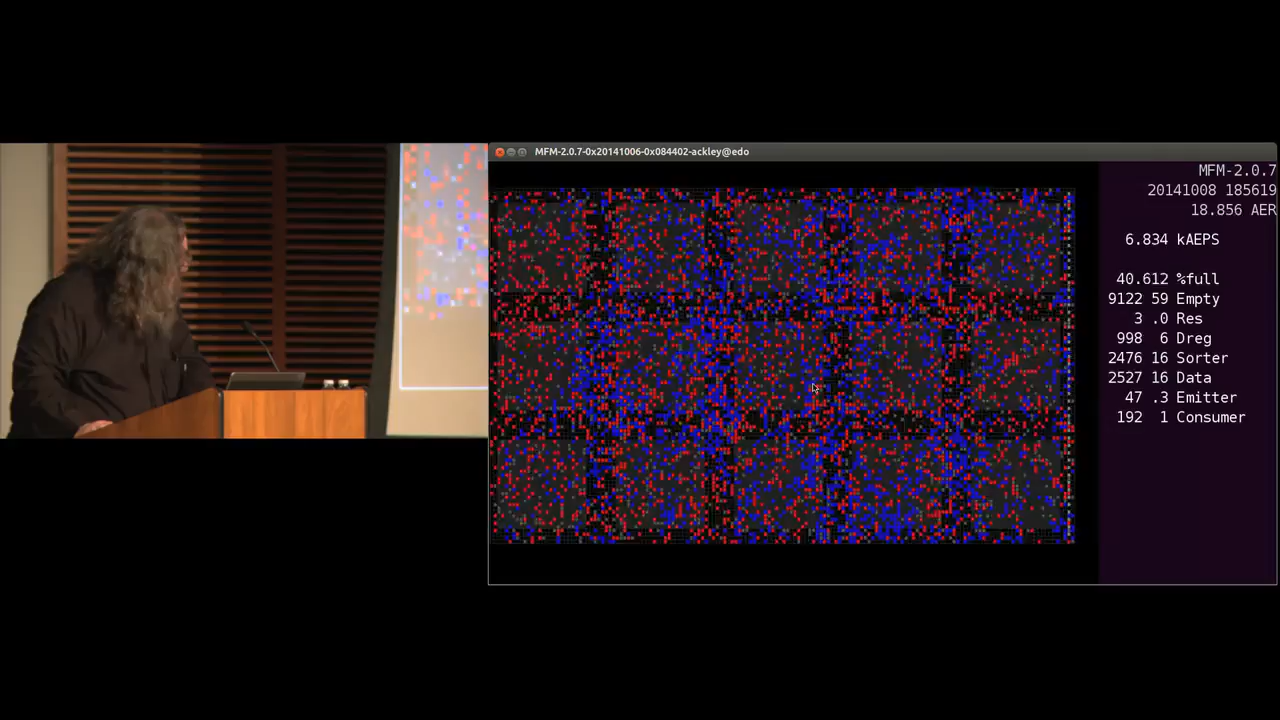 MFM-2.0.7-0x20141006-0x084402-ackley@edo
MFM-2.0.7
20141008 185619
18.856 AER
6.834 kAEPS
40.612 %full
9122 59 Empty
3 .0 Res
998 6 Dreg
2476 16 Sorter
2527 16 Data
47 .3 Emitter
192 1 Consumer